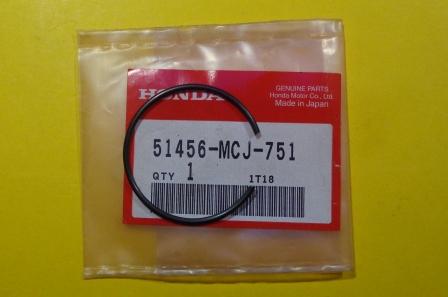 HONDA
GENUINE PARTS
Honda Motor Co., Ltd.
Made in Japan
51456-MCJ-751
QTY 1 1T18